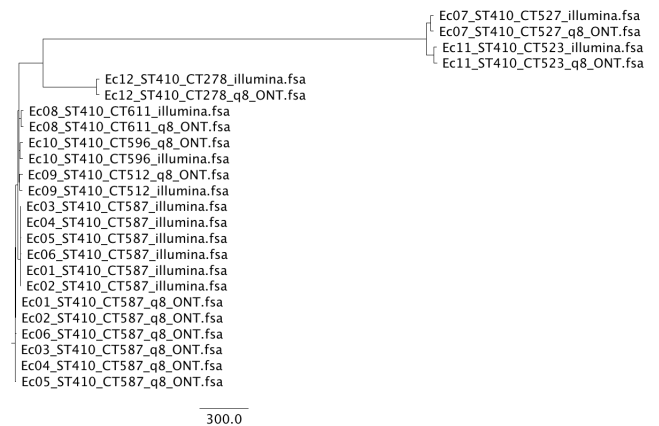 Ec07_ST410_CT527_illumina.fsa
Ec07_ST410_CT527_q8_ONT.fsa
Ec11_ST410_CT523_illumina.fsa
Ec11_ST410_CT523_q8_ONT.fsa
Ec12_ST410_CT278_illumina.fsa
Ec12_ST410_CT278_q8_ONT.fsa
Ec08_ST410_CT611_illumina.fsa
Ec08_ST410_CT611_q8_ONT.fsa
Ec10_ST410_CT596_q8_ONT.fsa
Ec10_ST410_CT596_illumina.fsa
Ec09_ST410_CT512_q8_ONT.fsa
Ec09_ST410_CT512_illumina.fsa
Ec03_ST410_CT587_illumina.fsa
Ec04_ST410_CT587_illumina.fsa
Ec05_ST410_CT587_illumina.fsa
Ec06_ST410_CT587_illumina.fsa
Ec01_ST410_CT587_illumina.fsa
Ec02_ST410_CT587_illumina.fsa
Ec01_ST410_CT587_q8_ONT.fsa
Ec02_ST410_CT587_q8_ONT.fsa
Ec06_ST410_CT587_q8_ONT.fsa
Ec03_ST410_CT587_q8_ONT.fsa
Ec04_ST410_CT587_q8_ONT.fsa
Ec05_ST410_CT587_q8_ONT.fsa
300.0